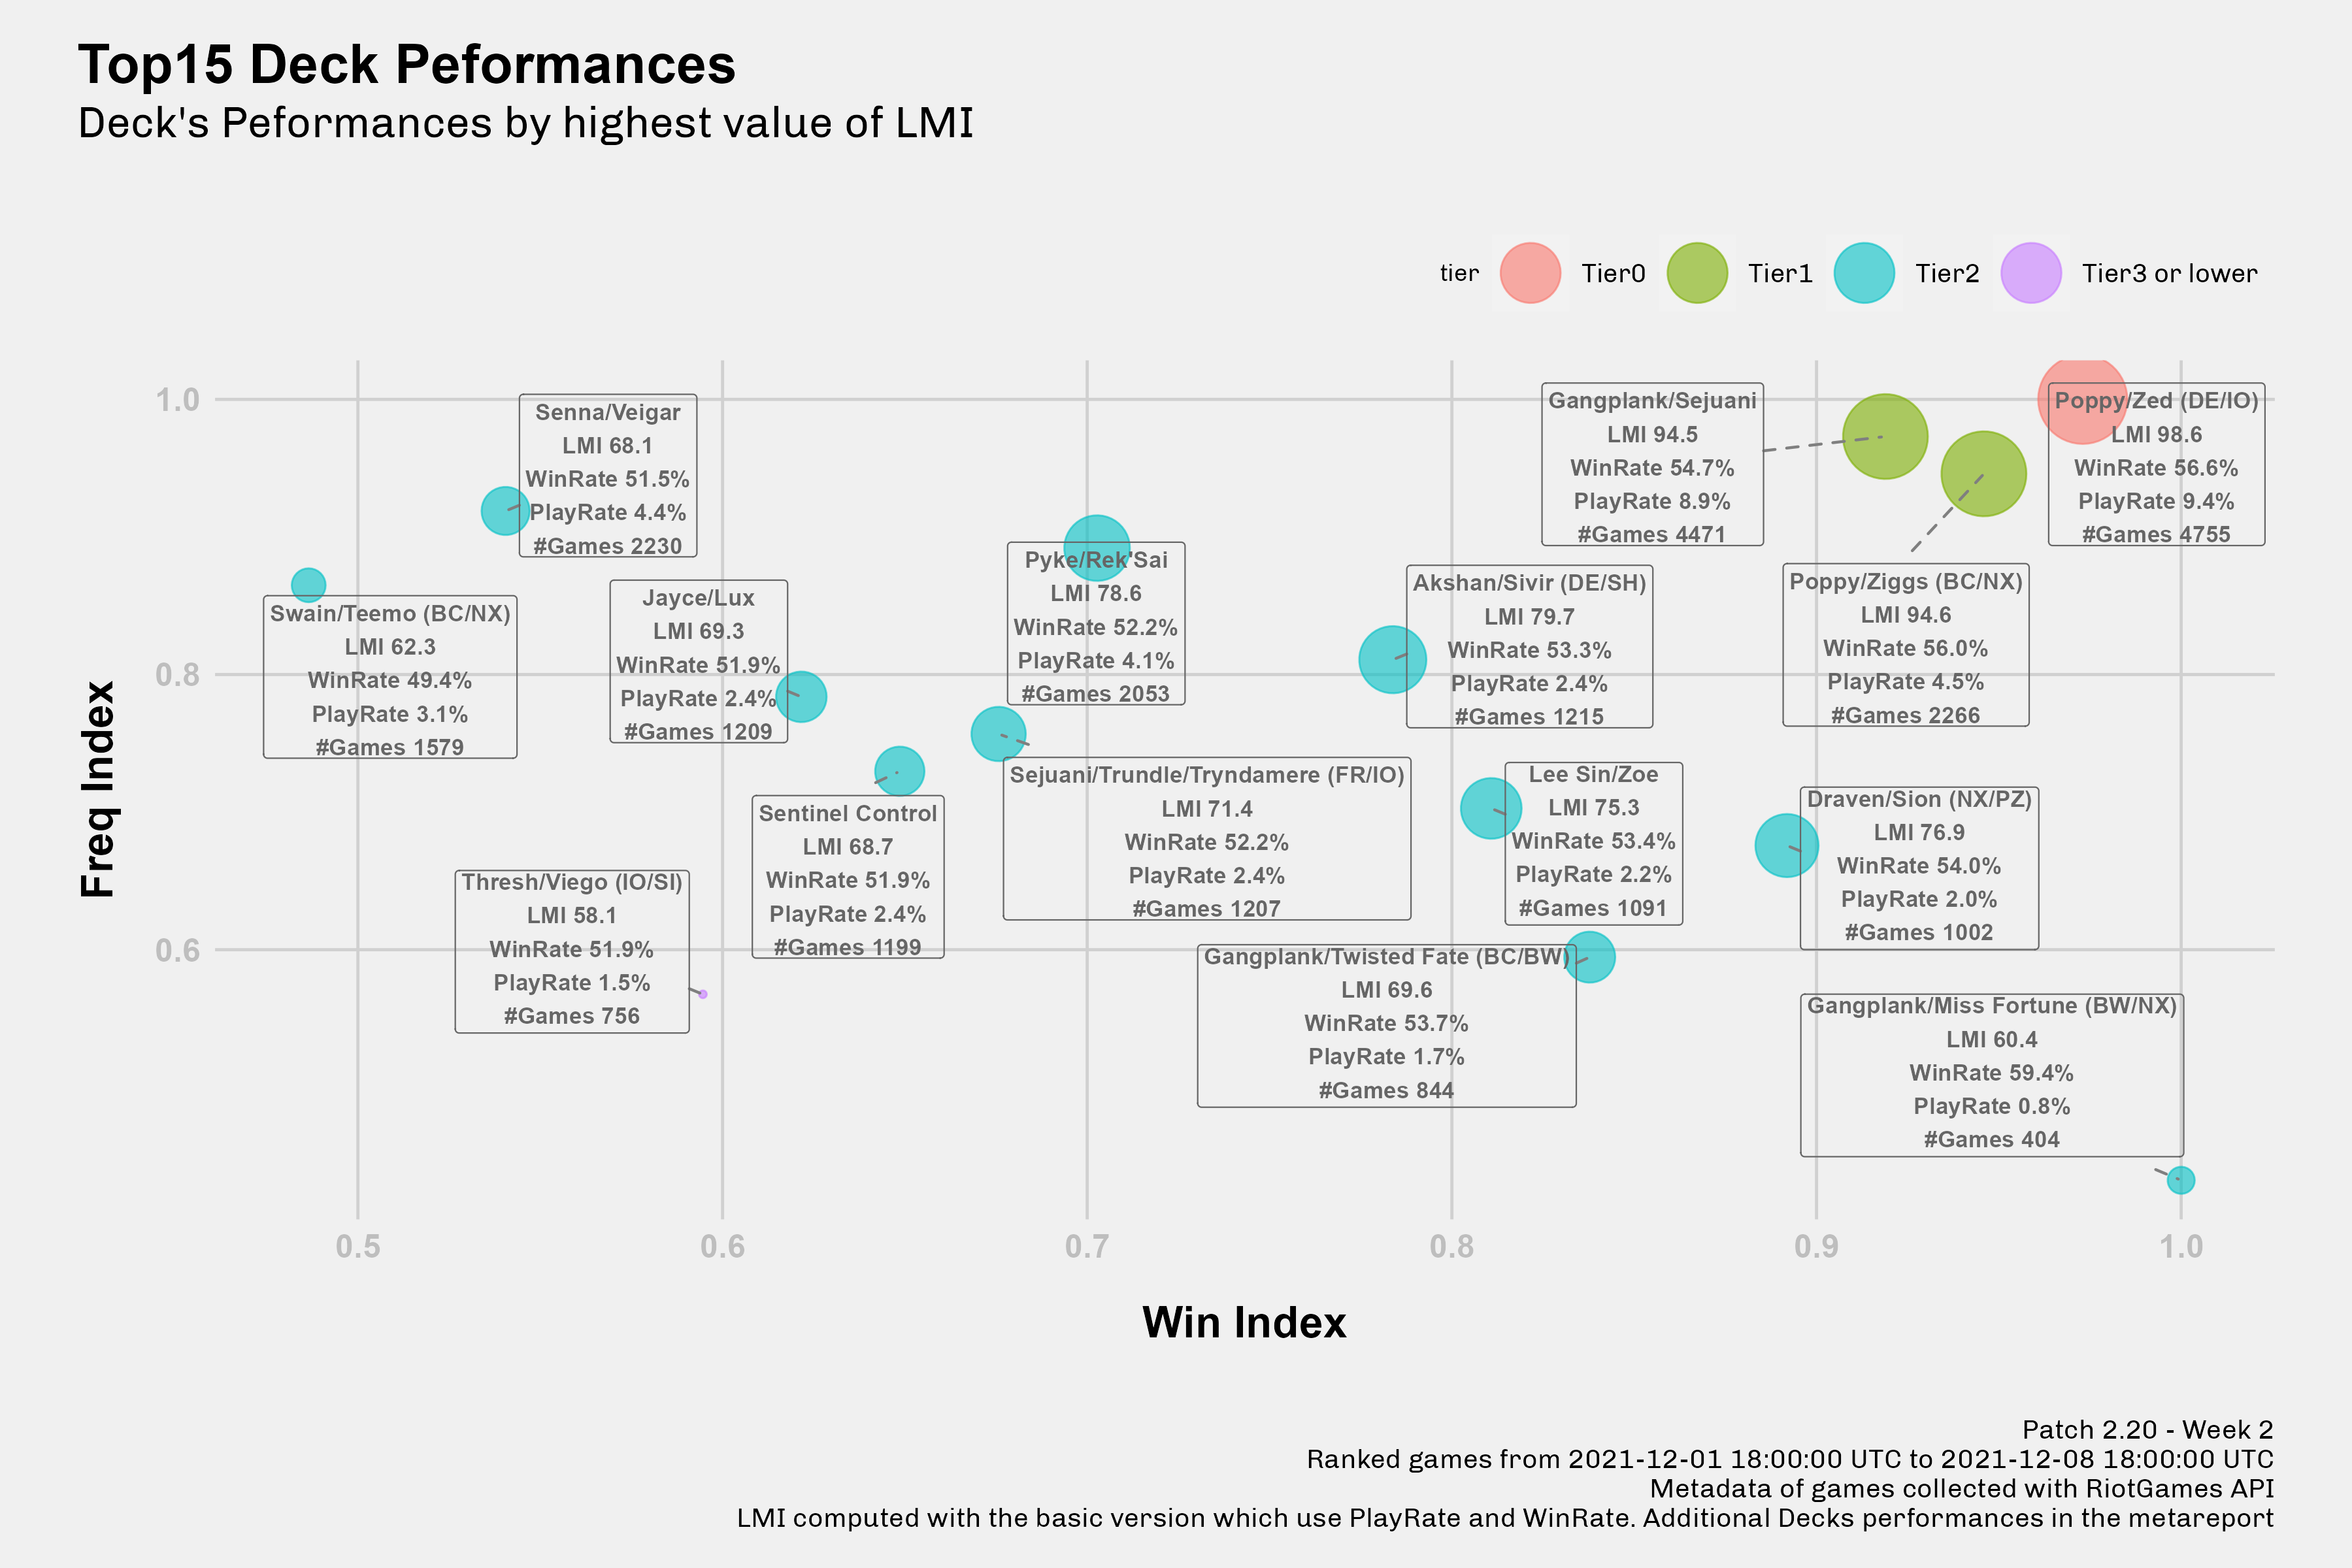 Top15 Deck Peformances
Deck's Peformances by highest value of LMI
tier Tier0 Tier1 Tier2 Tier3 or lower
Freq Index
1.0
0.8
0.6
Senna/Veigar
LMI 68.1
WinRate 51.5%
PlayRate 4.4%
#Games 2230
Gangplank/Sejuani
LMI 94.5
WinRate 54.7%
PlayRate 8.9%
#Games 4471
Poppy/Zed (DE/IO)
LMI 98.6
WinRate 56.6%
PlayRate 9.4%
#Games 4755
Swain/Teemo (BC/NX)
LMI 62.3
WinRate 49.4%
PlayRate 3.1%
#Games 1579
Jayce/Lux
LMI 69.3
WinRate 51.9%
PlayRate 2.4%
#Games 1209
Pyke/Rek'Sai
LMI 78.6
WinRate 52.2%
PlayRate 4.1%
#Games 2053
Akshan/Sivir (DE/SH)
LMI 79.7
WinRate 53.3%
PlayRate 2.4%
#Games 1215
Poppy/Ziggs (BC/NX)
LMI 94.6
WinRate 56.0%
PlayRate 4.5%
#Games 2266
Sentinel Control
LMI 68.7
WinRate 51.9%
PlayRate 2.4%
#Games 1199
Sejuani/Trundle/Tryndamere (FR/IO)
LMI 71.4
WinRate 52.2%
PlayRate 2.4%
#Games 1207
Lee Sin/Zoe
LMI 75.3
WinRate 53.4%
PlayRate 2.2%
#Games 1091
Draven/Sion (NX/PZ)
LMI 76.9
WinRate 54.0%
PlayRate 2.0%
#Games 1002
Thresh/Viego (IO/SI)
LMI 58.1
WinRate 51.9%
PlayRate 1.5%
#Games 756
Gangplank/Twisted Fate (BC/BW)
LMI 69.6
WinRate 53.7%
PlayRate 1.7%
#Games 844
Gangplank/Miss Fortune (BW/NX)
LMI 60.4
WinRate 59.4%
PlayRate 0.8%
#Games 404
0.5 0.6 0.7 0.8 0.9 1.0
Win Index
Patch 2.20 - Week 2
Ranked games from 2021-12-01 18:00:00 UTC to 2021-12-08 18:00:00 UTC
Metadata of games collected with RiotGames API
LMI computed with the basic version which use PlayRate and WinRate. Additional Decks performances in the metareport